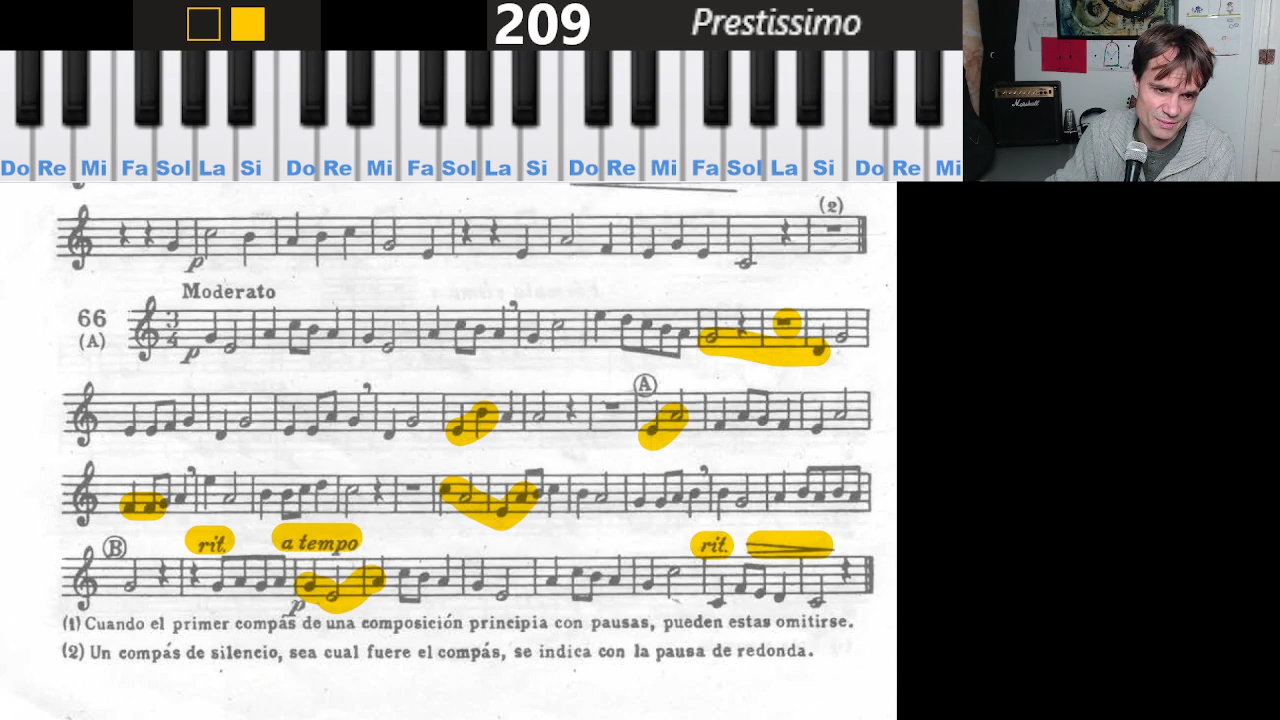 209 Prestissimo
Marshall
Do Re Mi Fa Sol La Si Do Re Mi Fa Sol La Si Do Re Mi Fa Sol La Si Do Re Mi
(2)
p
Moderato
66
(A)
3
4
p
A
B
rit.
a tempo
rit.
p
(1) Cuando el primer compás de una composición principia con pausas, pueden estas omitirse.
(2) Un compás de silencio, sea cual fuere el compás, se indica con la pausa de redonda.